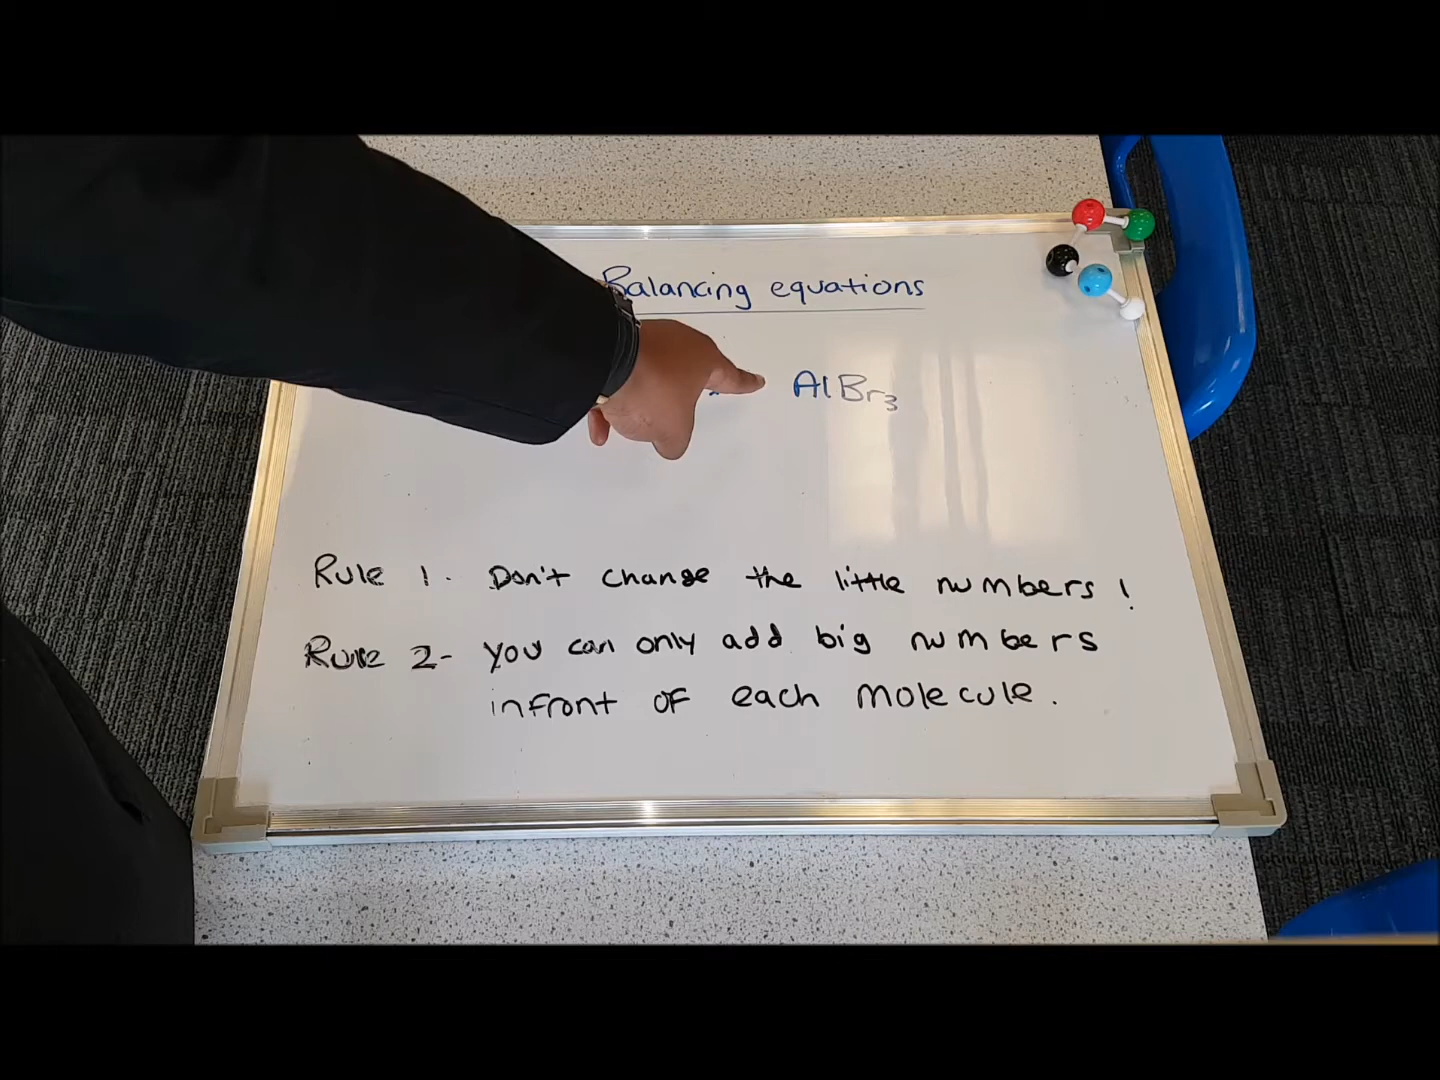 Balancing equations
AlBr₃
Rule 1. Don't change the little numbers!
Rule 2- You can only add big numbers
infront of each molecule.